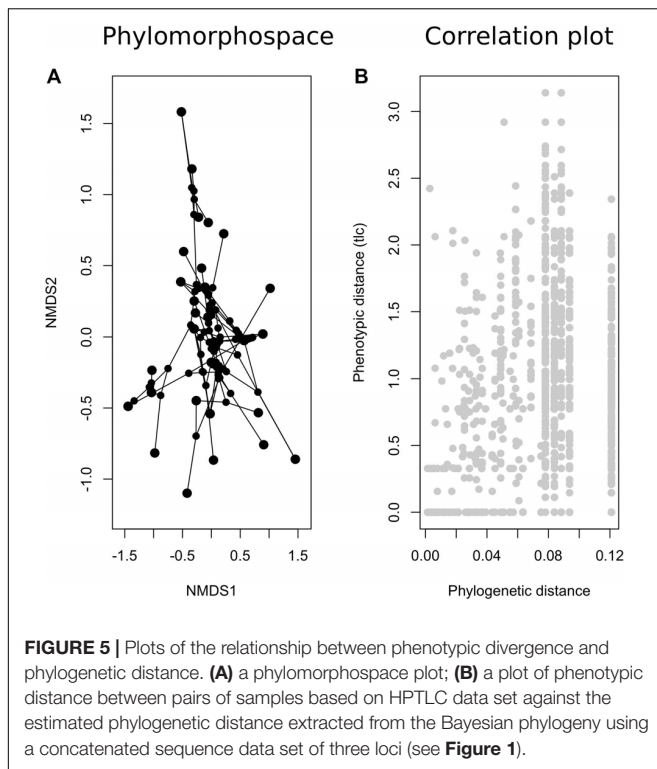 Phylomorphospace
Correlation plot
A
B
1.5
1.0
0.5
0.0
-0.5
-1.0
NMDS2
-1.5
-0.5
0.5
1.5
NMDS1
3.0
2.5
2.0
1.5
1.0
0.5
0.0
Phenotypic distance (tlc)
0.00
0.04
0.08
0.12
Phylogenetic distance
FIGURE 5 | Plots of the relationship between phenotypic divergence and
phylogenetic distance. (A) a phylomorphospace plot; (B) a plot of phenotypic
distance between pairs of samples based on HPTLC data set against the
estimated phylogenetic distance extracted from the Bayesian phylogeny using
a concatenated sequence data set of three loci (see Figure 1).